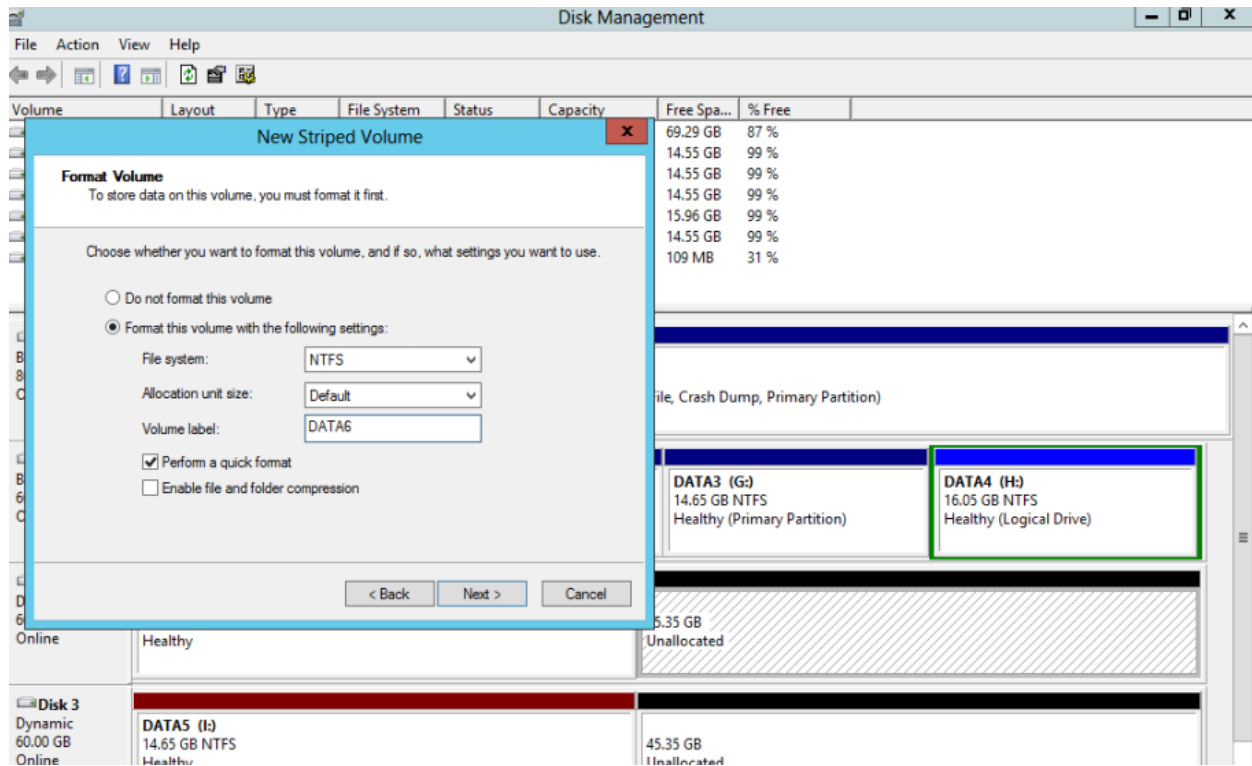 Disk Management
File Action View Help
Volume Layout Type File System Status Capacity Free Spa... % Free
69.29 GB 87 %
14.55 GB 99 %
14.55 GB 99 %
14.55 GB 99 %
15.96 GB 99 %
14.55 GB 99 %
109 MB 31 %
New Striped Volume
x
Format Volume
To store data on this volume, you must format it first.
Choose whether you want to format this volume, and if so, what settings you want to use.
Do not format this volume
Format this volume with the following settings:
File system: NTFS
Allocation unit size: Default
Volume label: DATA6
Perform a quick format
Enable file and folder compression
< Back Next > Cancel
ile, Crash Dump, Primary Partition)
DATA3 (G:)
14.65 GB NTFS
Healthy (Primary Partition)
DATA4 (H:)
16.05 GB NTFS
Healthy (Logical Drive)
Online
Healthy
5.35 GB
Unallocated
Disk 3
Dynamic
60.00 GB
Online
DATA5 (I:)
14.65 GB NTFS
Healthy
45.35 GB
Unallocated